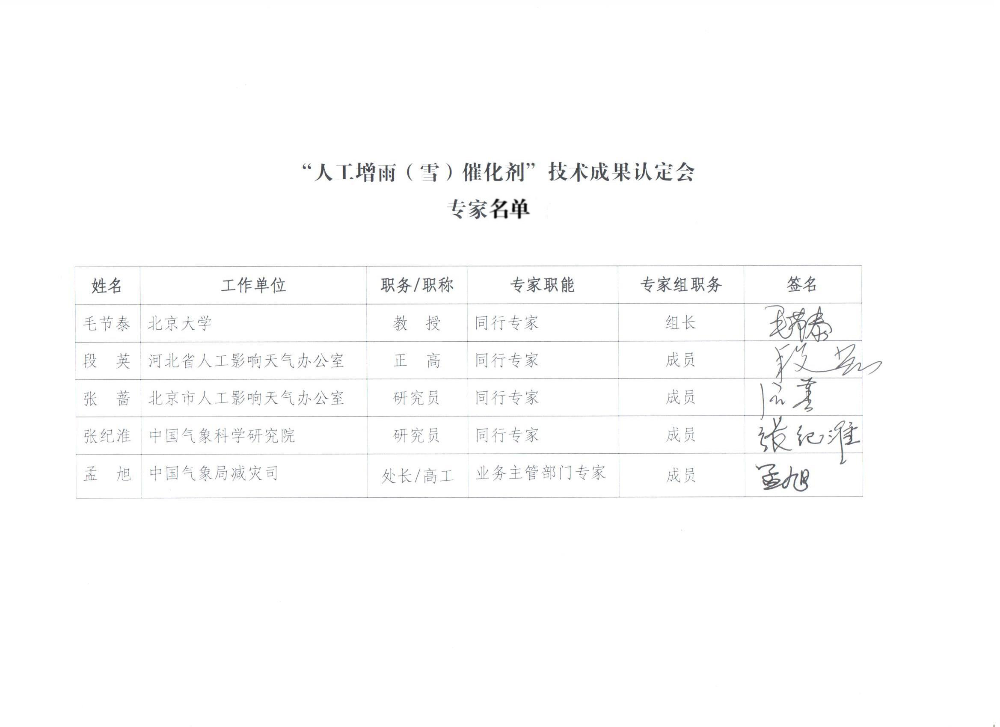 “人工增雨（雪）催化剂”技术成果认定会
专家名单
姓名 工作单位 职务/职称 专家职能 专家组职务 签名
毛节泰 北京大学 教 授 同行专家 组长 毛节泰
段 英 河北省人工影响天气办公室 正 高 同行专家 成员 段英
张 蔷 北京市人工影响天气办公室 研究员 同行专家 成员 张蔷
张纪淮 中国气象科学研究院 研究员 同行专家 成员 张纪淮
孟 旭 中国气象局减灾司 处长/高工 业务主管部门专家 成员 孟旭